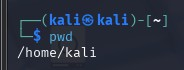 ┌──(kali㉿kali)-[~]
└─$ pwd
/home/kali